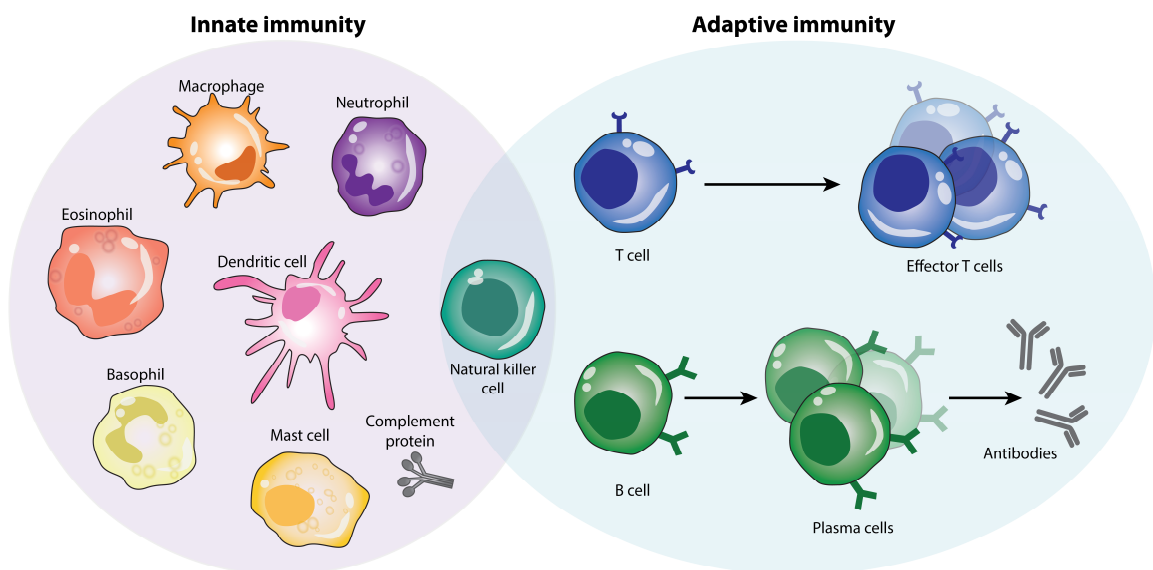 Innate immunity
Adaptive immunity
Macrophage
Neutrophil
Eosinophil
Dendritic cell
Natural killer
cell
Basophil
Mast cell
Complement
protein
T cell
Effector T cells
B cell
Plasma cells
Antibodies